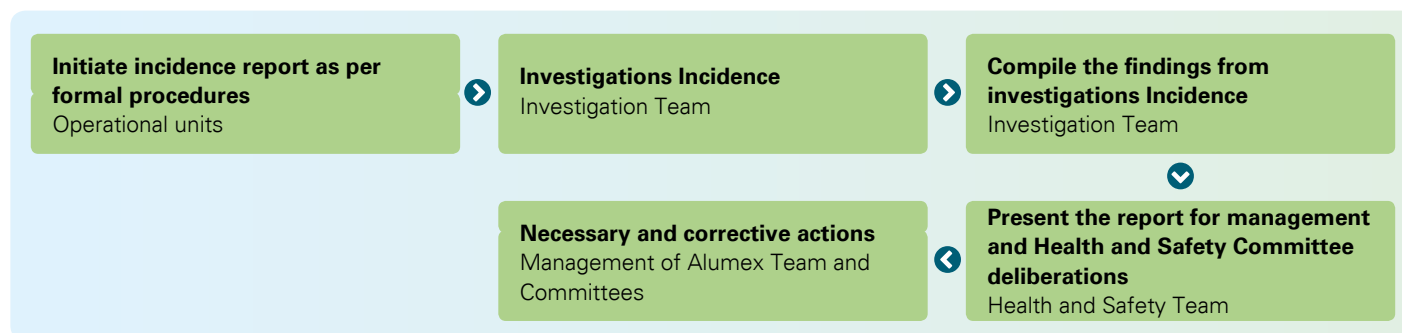 Initiate incidence report as per
formal procedures
Operational units
Investigations Incidence
Investigation Team
Compile the findings from
investigations Incidence
Investigation Team
Present the report for management
and Health and Safety Committee
deliberations
Health and Safety Team
Necessary and corrective actions
Management of Alumex Team and
Committees